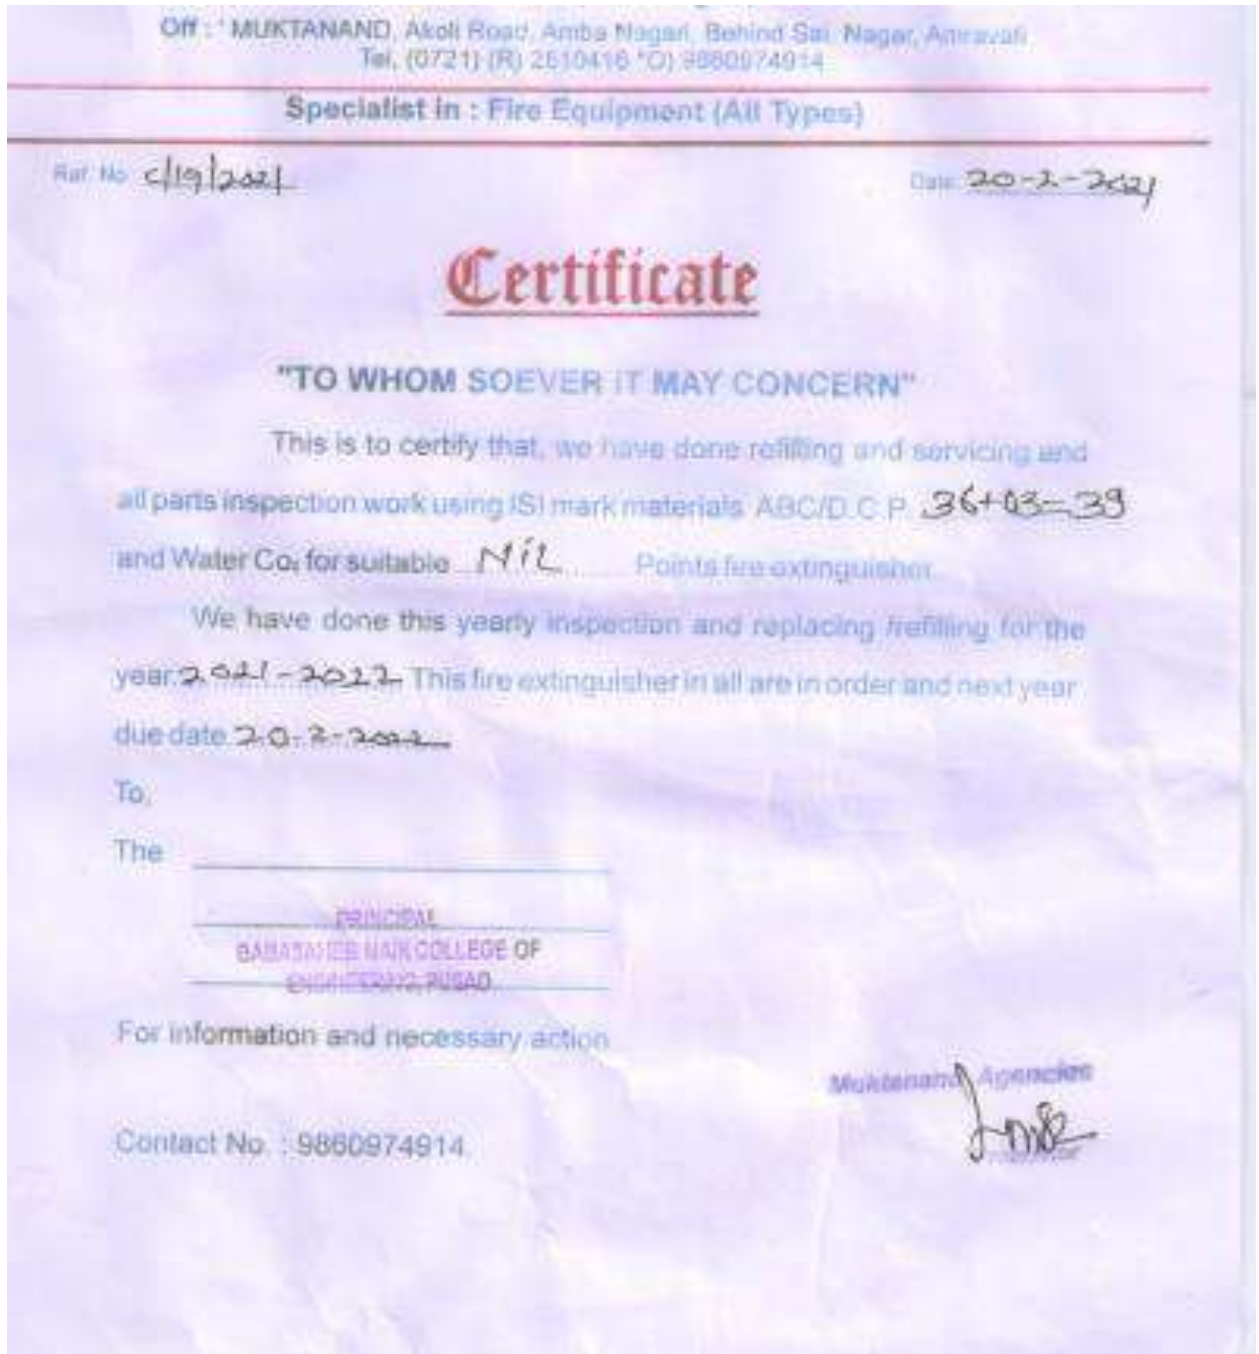 Off : ' MUKTANAND, Akoli Road, Amba Nagari, Behind Sai Nagar, Amravati
Tel. (0721) (R) 2510416 (O) 9860974914
Specialist in : Fire Equipment (All Types)
Ref. No. C/19/2021
Date 20-2-2021
Certificate
"TO WHOM SOEVER IT MAY CONCERN"
This is to certify that, we have done refilling and servicing and
all parts inspection work using ISI mark materials ABC/D.C.P. 36+03=39
and Water Co₂ for suitable Nil Points fire extinguisher.
We have done this yearly inspection and replacing /refilling for the
year 2021-2022 This fire extinguisher in all are in order and next year
due date 20-2-2022
To,
The
PRINCIPAL
BABASAHEB NAIK COLLEGE OF
ENGINEERING, PUSAD
For information and necessary action
Muktanand Agencies
Contact No. : 9860974914.